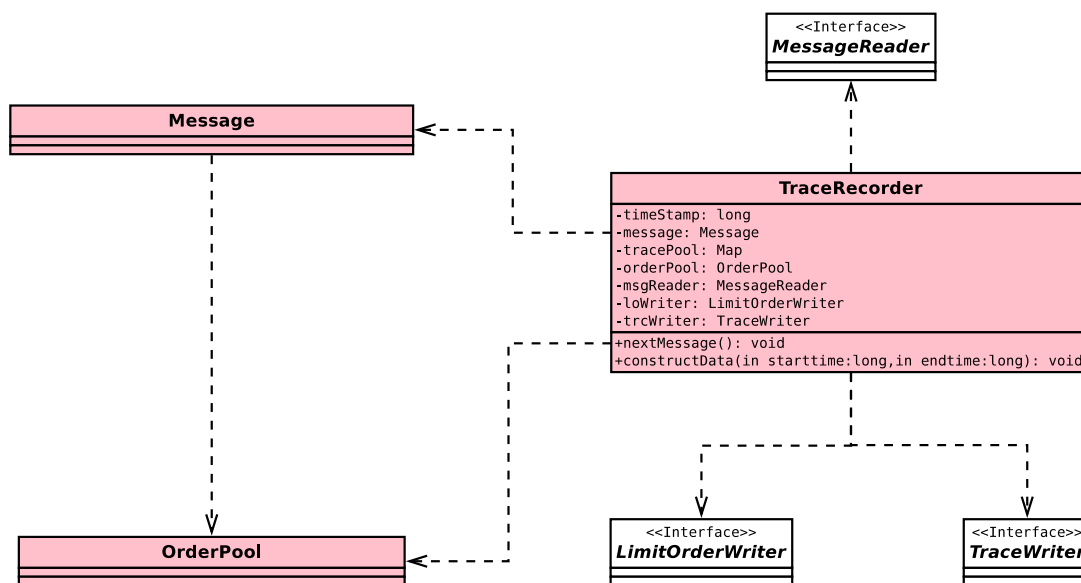 <<Interface>>
MessageReader
Message
TraceRecorder
-timeStamp: long
-message: Message
-tracePool: Map
-orderPool: OrderPool
-msgReader: MessageReader
-loWriter: LimitOrderWriter
-trcWriter: TraceWriter
+nextMessage(): void
+constructData(in starttime:long,in endtime:long): void
OrderPool
<<Interface>>
LimitOrderWriter
<<Interface>>
TraceWriter